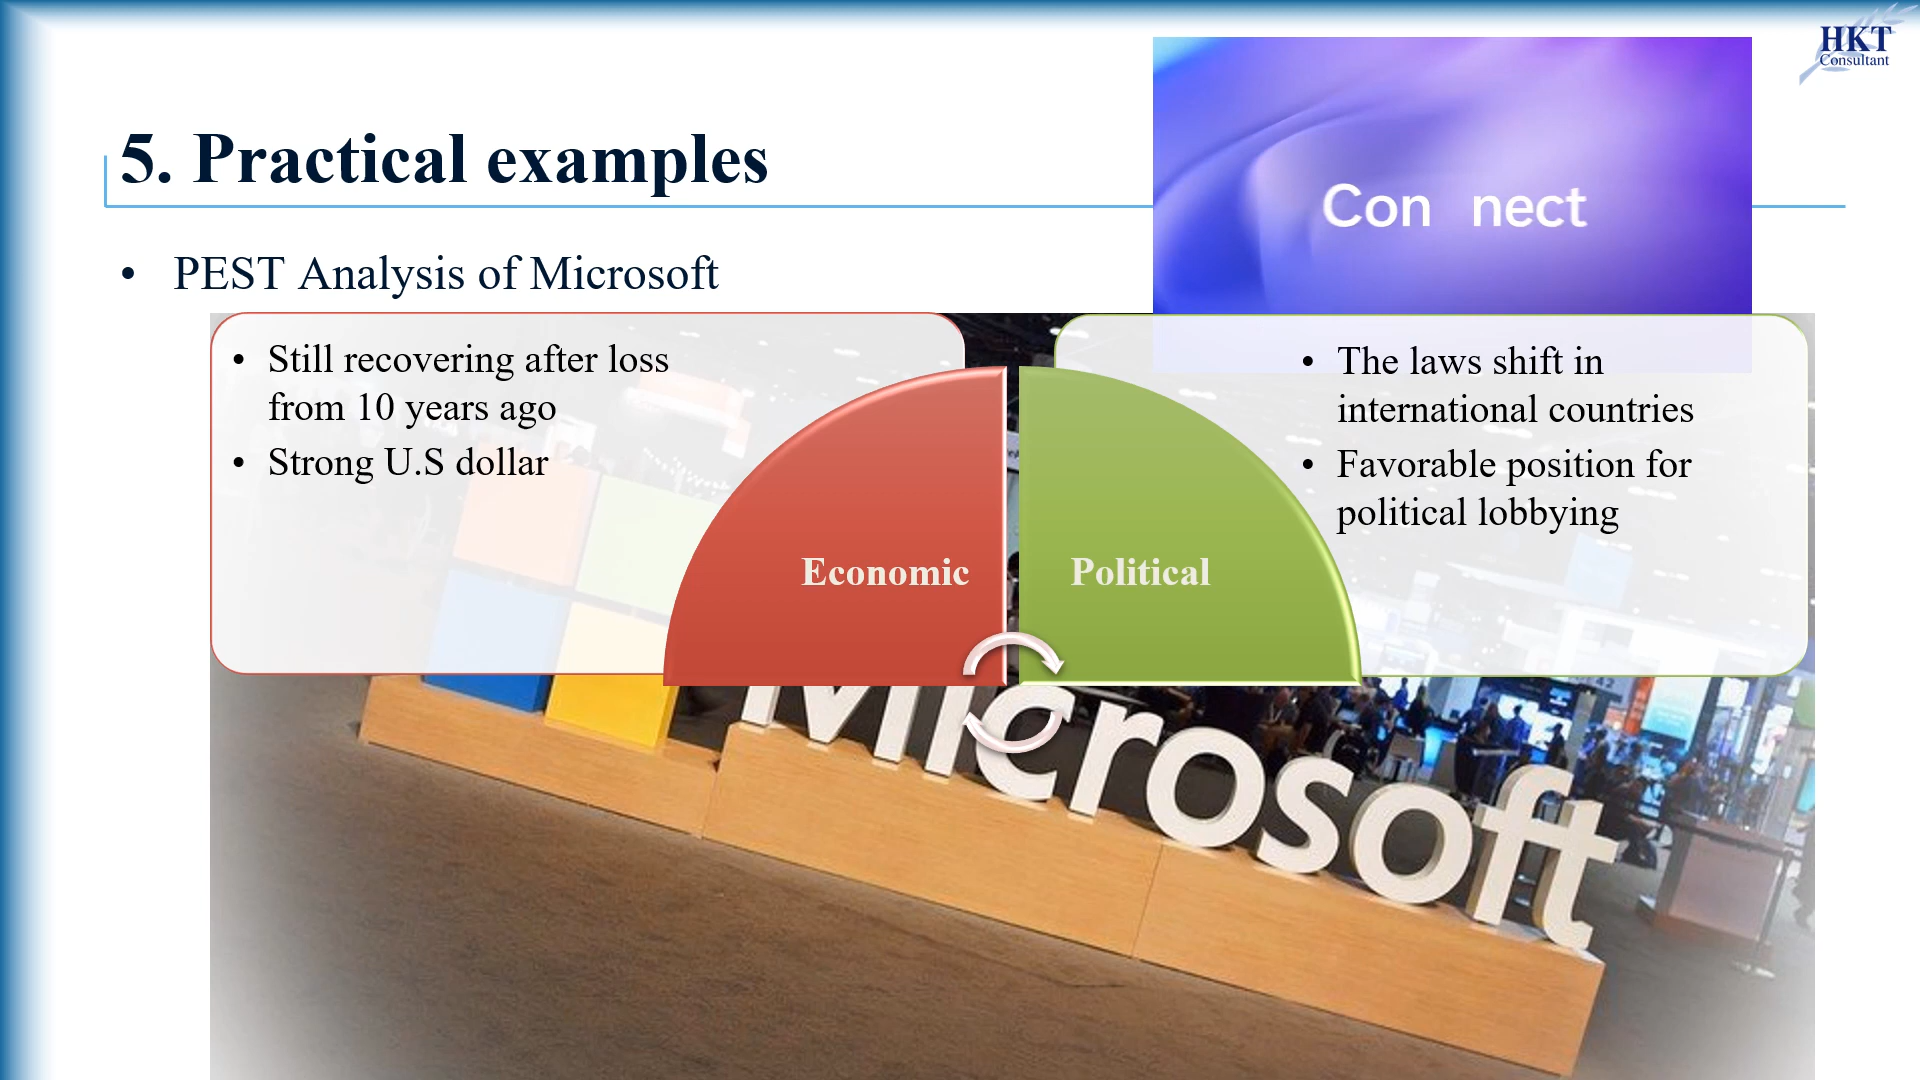 HKT
Consultant
Con nect
5. Practical examples
• PEST Analysis of Microsoft
• Still recovering after loss
from 10 years ago
• Strong U.S dollar
• The laws shift in
international countries
• Favorable position for
political lobbying
Economic
Political
Microsoft